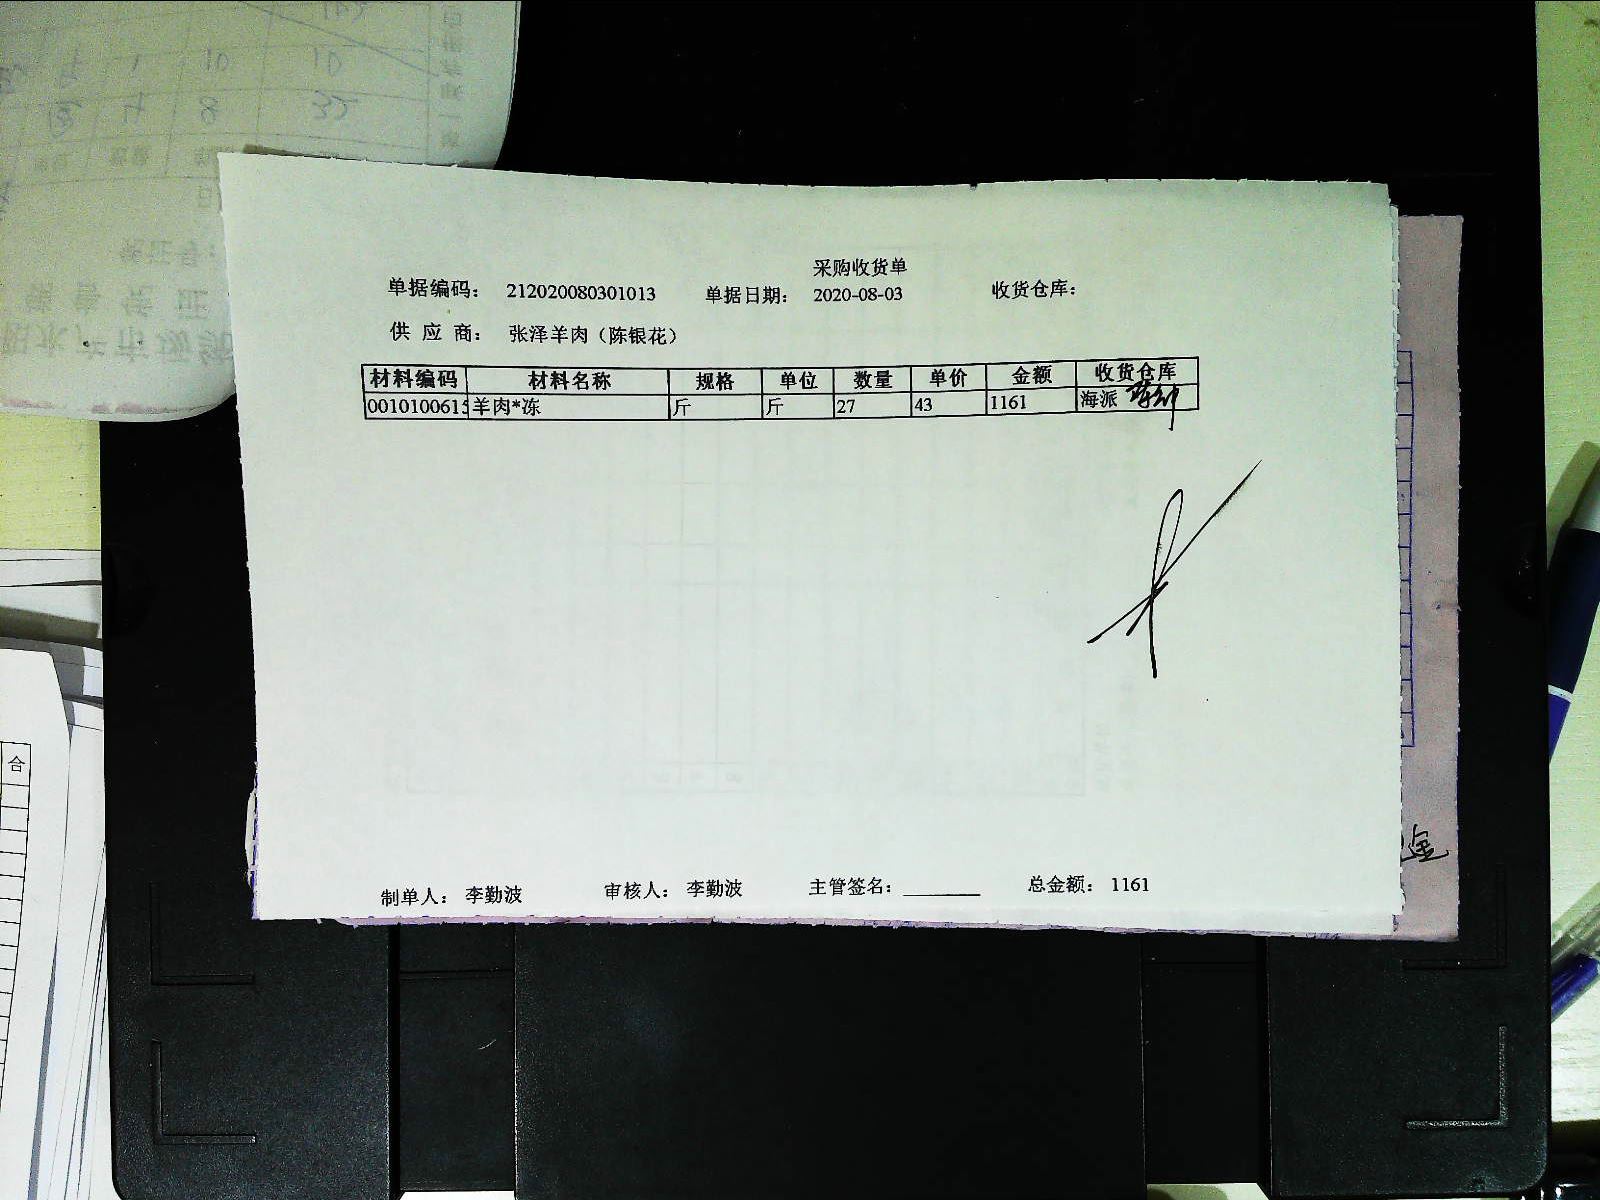 采购收货单
单据编码： 212020080301013 单据日期： 2020-08-03 收货仓库：
供 应 商： 张泽羊肉（陈银花）
材料编码 材料名称 规格 单位 数量 单价 金额 收货仓库
0010100615 羊肉*冻 斤 斤 27 43 1161 海派
制单人： 李勤波 审核人： 李勤波 主管签名： 总金额： 1161
合